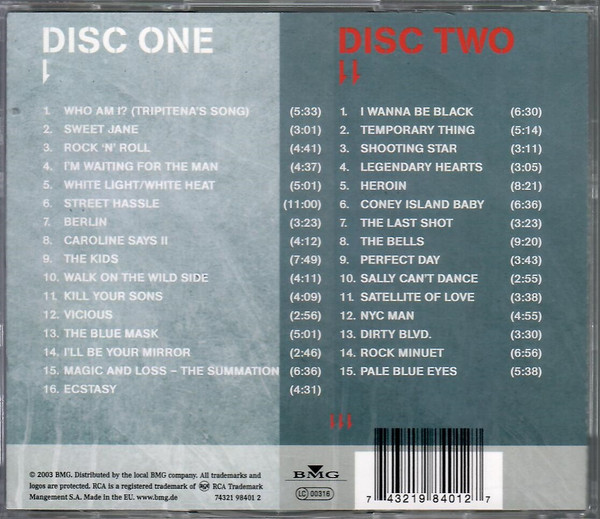 DISC ONE
1. WHO AM I? (TRIPITENA'S SONG) (5:33)
2. SWEET JANE (3:01)
3. ROCK 'N' ROLL (4:41)
4. I'M WAITING FOR THE MAN (4:37)
5. WHITE LIGHT/WHITE HEAT (5:01)
6. STREET HASSLE (11:00)
7. BERLIN (3:23)
8. CAROLINE SAYS II (4:12)
9. THE KIDS (7:49)
10. WALK ON THE WILD SIDE (4:11)
11. KILL YOUR SONS (4:09)
12. VICIOUS (2:56)
13. THE BLUE MASK (5:01)
14. I'LL BE YOUR MIRROR (2:46)
15. MAGIC AND LOSS – THE SUMMATION (6:36)
16. ECSTASY (4:31)
DISC TWO
1. I WANNA BE BLACK (6:30)
2. TEMPORARY THING (5:14)
3. SHOOTING STAR (3:11)
4. LEGENDARY HEARTS (3:05)
5. HEROIN (8:21)
6. CONEY ISLAND BABY (6:36)
7. THE LAST SHOT (3:23)
8. THE BELLS (9:20)
9. PERFECT DAY (3:43)
10. SALLY CAN'T DANCE (2:55)
11. SATELLITE OF LOVE (3:38)
12. NYC MAN (4:55)
13. DIRTY BLVD. (3:30)
14. ROCK MINUET (6:56)
15. PALE BLUE EYES (5:38)
© 2003 BMG. Distributed by the local BMG company. All trademarks and
logos are protected. RCA is a registered trademark of RCA RCA Trademark
Mangement S.A. Made in the EU. www.bmg.de 74321 98401 2
BMG
LC 00316
7 43219 84012 7